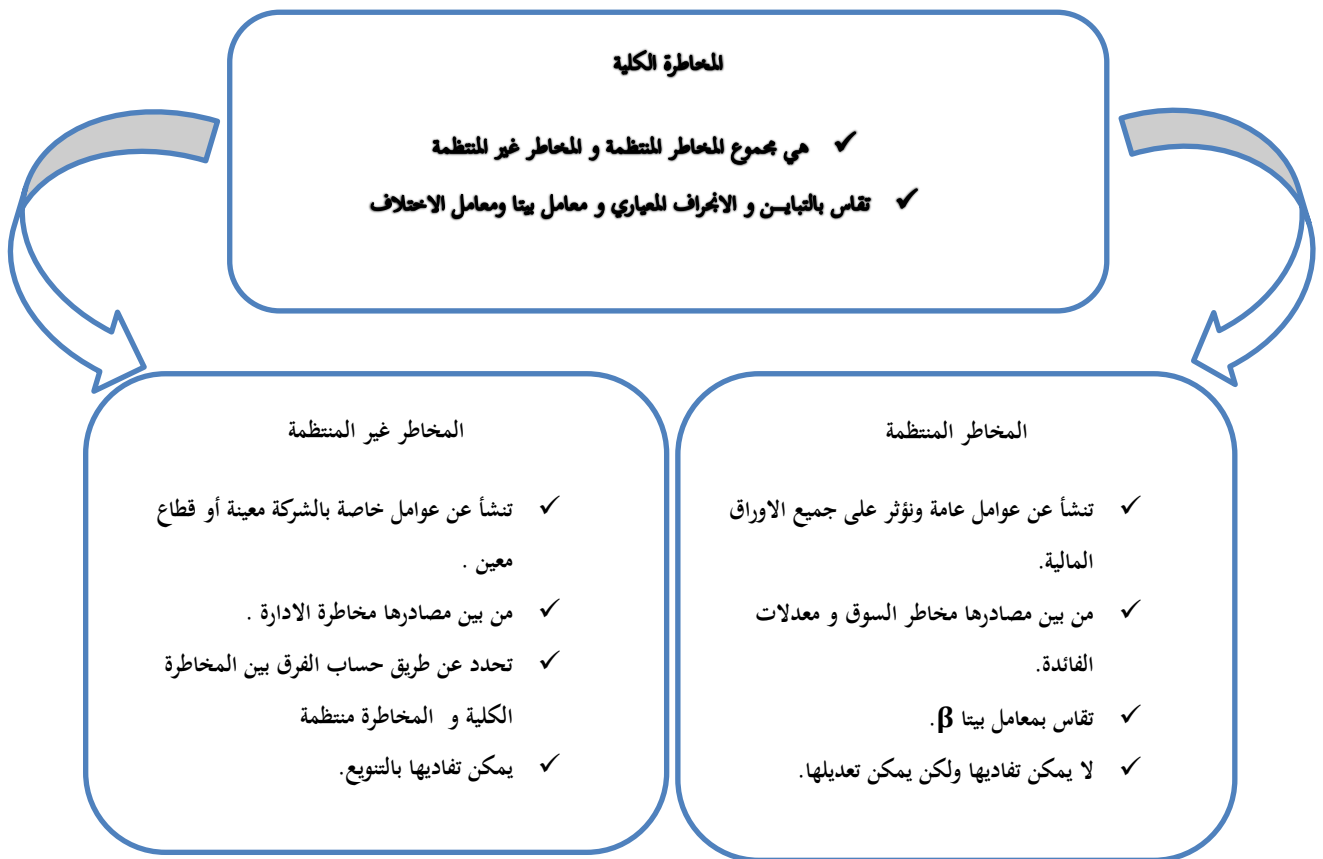 المخاطرة الكلية
✓ هي مجموع المخاطر المنتظمة و المخاطر غير المنتظمة
✓ تقاس بالتبايـــن و الانحراف المعياري و معامل بيتا ومعامل الاختلاف
المخاطر المنتظمة
✓ تنشأ عن عوامل عامة ونؤثر على جميع الاوراق
المالية.
✓ من بين مصادرها مخاطر السوق و معدلات
الفائدة.
✓ تقاس بمعامل بيتا β.
✓ لا يمكن تفاديها ولكن يمكن تعديلها.
المخاطر غير المنتظمة
✓ تنشأ عن عوامل خاصة بالشركة معينة أو قطاع
معين .
✓ من بين مصادرها مخاطرة الادارة .
✓ تحدد عن طريق حساب الفرق بين المخاطرة
الكلية و المخاطرة منتظمة
✓ يمكن تفاديها بالتنويع.